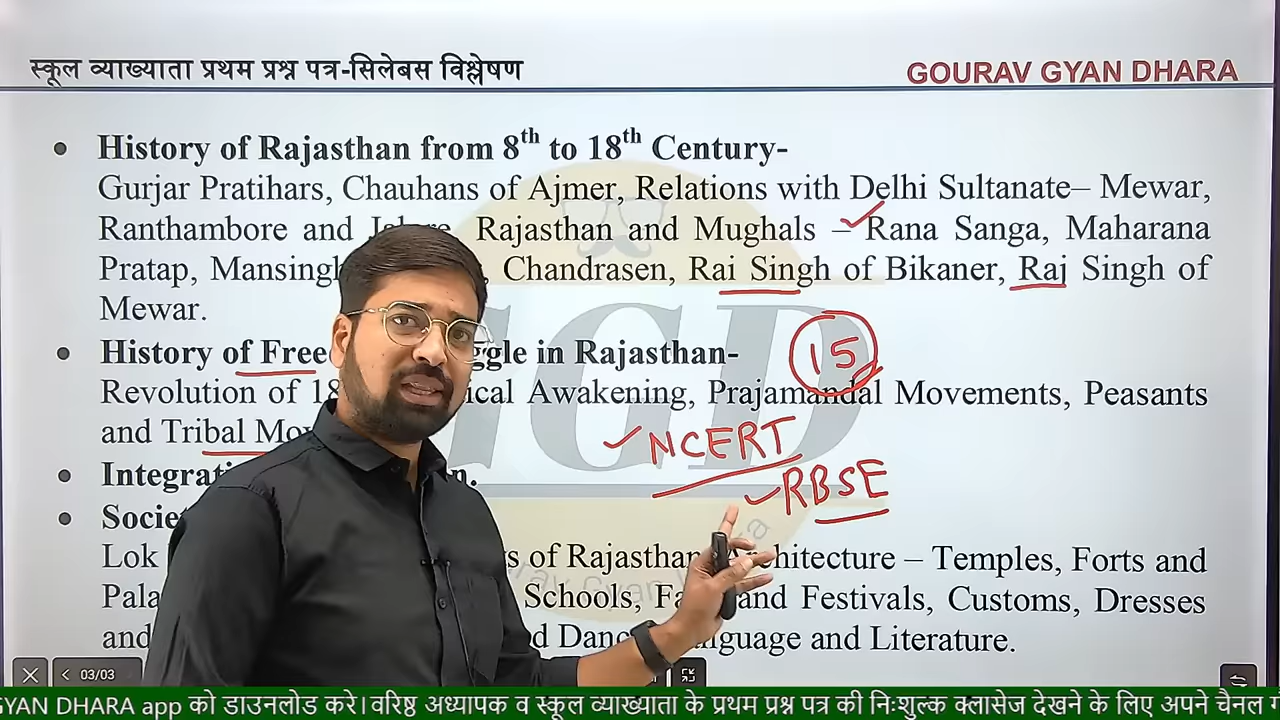 स्कूल व्याख्याता प्रथम प्रश्न पत्र-सिलेबस विश्लेषण
GOURAV GYAN DHARA
• History of Rajasthan from 8th to 18th Century-
Gurjar Pratihars, Chauhans of Ajmer, Relations with Delhi Sultanate– Mewar,
Ranthambore and Rajasthan and Mughals – Rana Sanga, Maharana
Pratap, Mansingh Chandrasen, Rai Singh of Bikaner, Raj Singh of
Mewar.
• History of in Rajasthan-
15
Revolution of Awakening, Prajamandal Movements, Peasants
and Tribal
NCERT
•
RBSE
•
Lok of Rajasthan, Architecture – Temples, Forts and
Schools, and Festivals, Customs, Dresses
and Language and Literature.
03/03
GYAN DHARA app को डाउनलोड करे। वरिष्ठ अध्यापक व स्कूल व्याख्याता के प्रथम प्रश्न पत्र की निःशुल्क क्लासेज देखने के लिए अपने चैनल